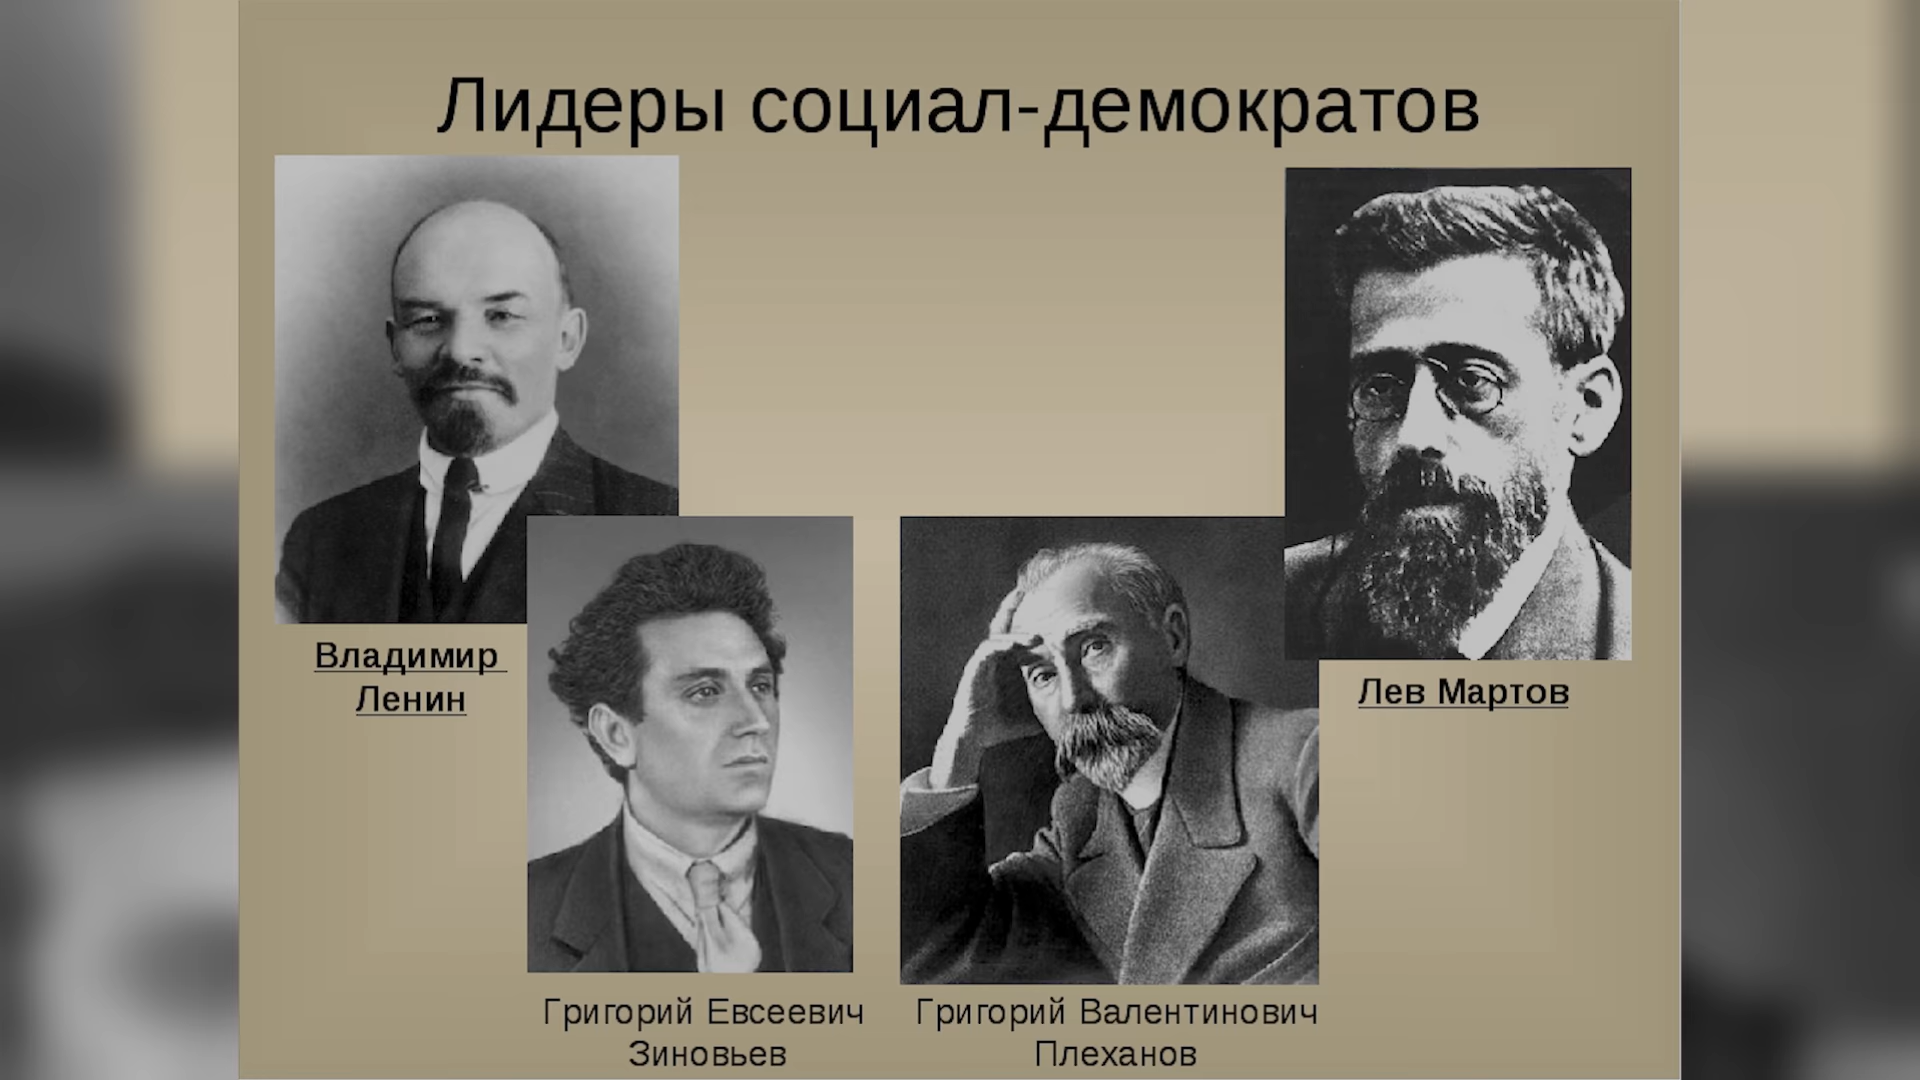 Лидеры социал-демократов
Владимир
Ленин
Лев Мартов
Григорий Евсеевич
Зиновьев
Григорий Валентинович
Плеханов